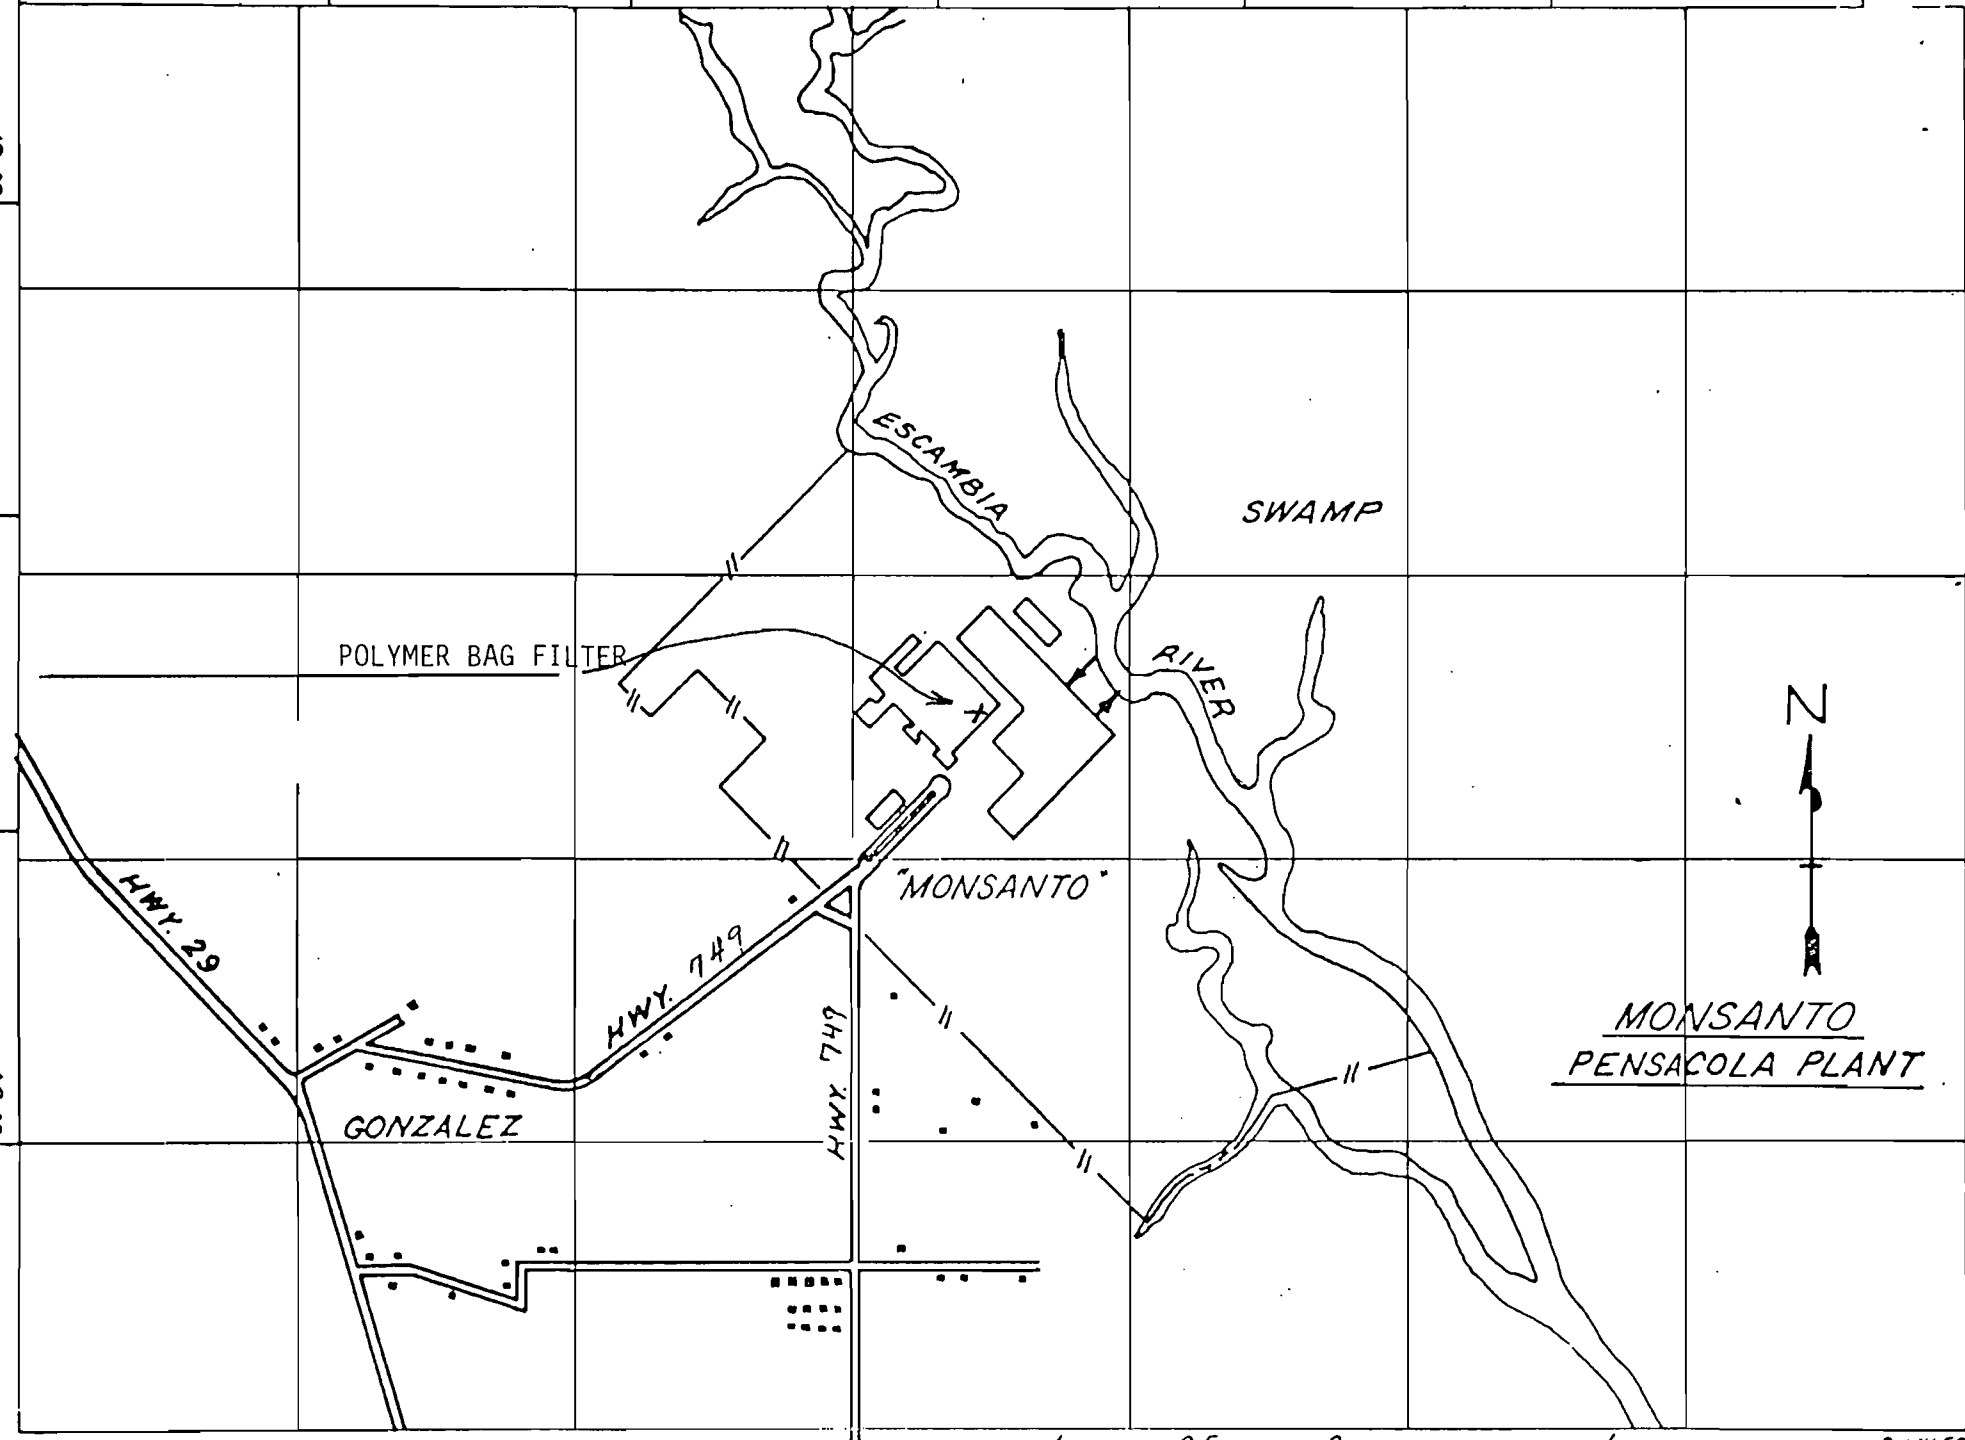 ESCAMBIA
SWAMP
POLYMER BAG FILTER
RIVER
N
HWY. 29
"MONSANTO"
HWY. 749
HWY. 749
MONSANTO
PENSACOLA PLANT
GONZALEZ